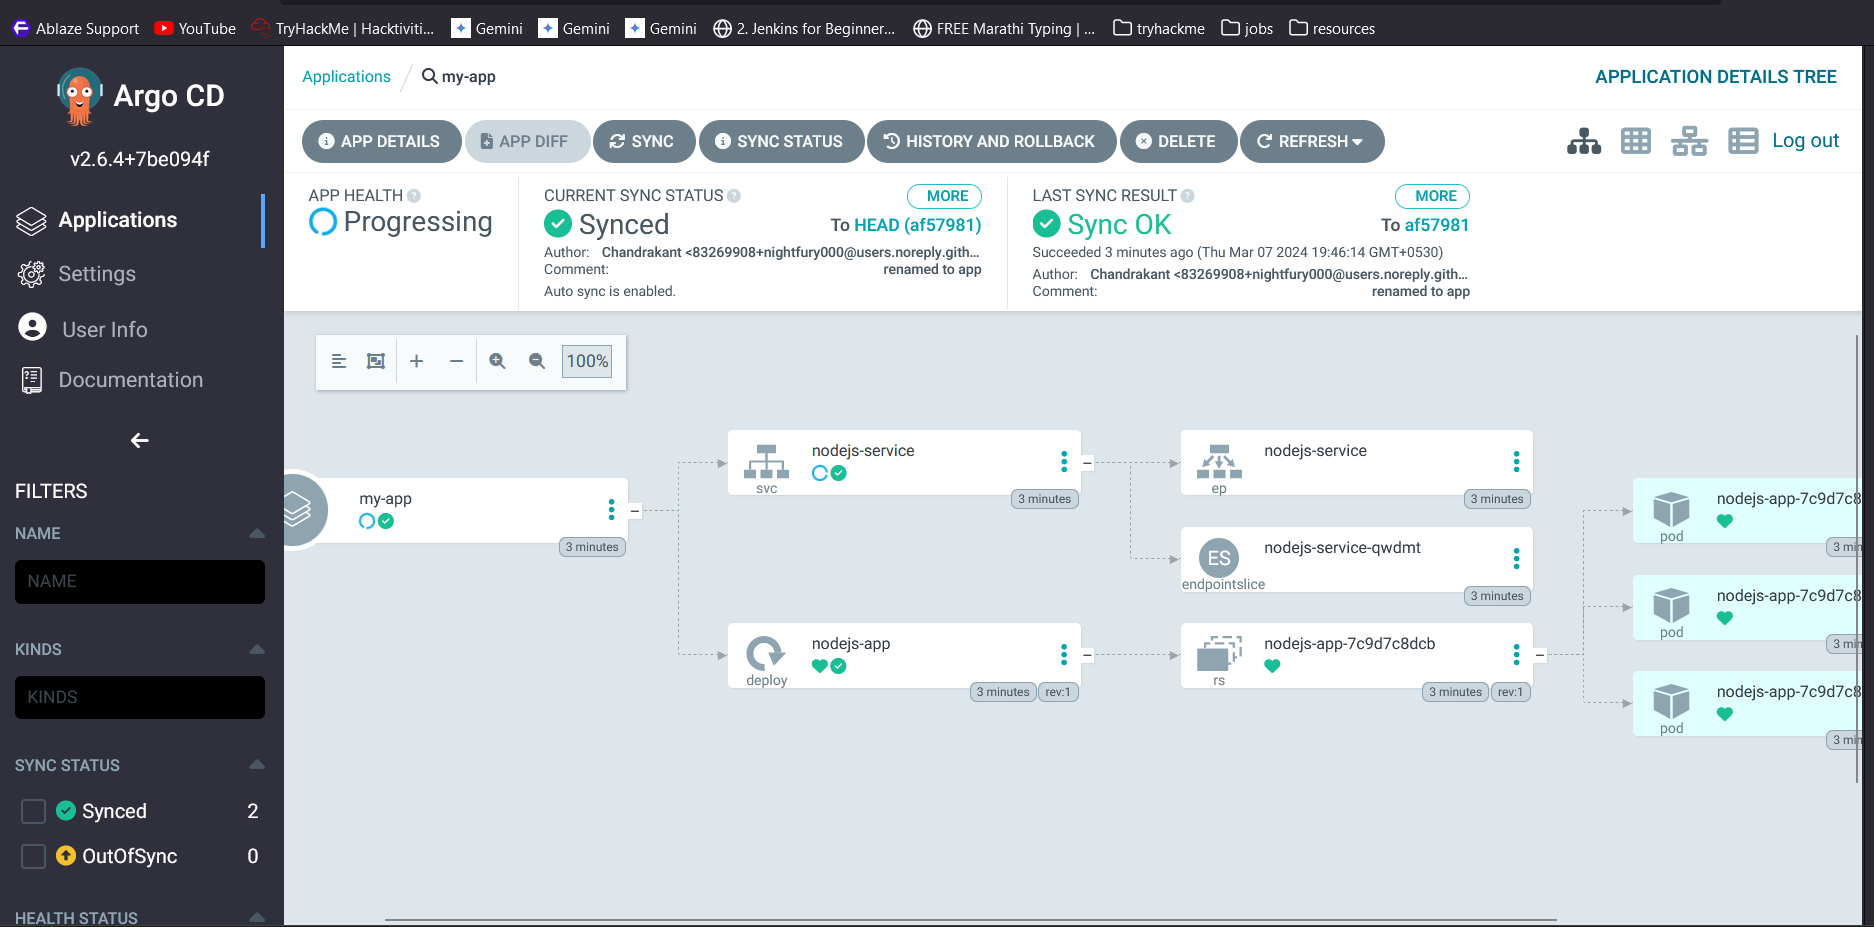 Ablaze Support YouTube TryHackMe | Hacktiviti... Gemini Gemini Gemini 2. Jenkins for Beginner... FREE Marathi Typing | ... tryhackme jobs resources
Argo CD
v2.6.4+7be094f
Applications
Settings
User Info
Documentation
FILTERS
NAME
NAME
KINDS
KINDS
SYNC STATUS
Synced 2
OutOfSync 0
HEALTH STATUS
Applications / my-app
APPLICATION DETAILS TREE
APP DETAILS APP DIFF SYNC SYNC STATUS HISTORY AND ROLLBACK DELETE REFRESH
Log out
APP HEALTH
Progressing
CURRENT SYNC STATUS MORE
Synced To HEAD (af57981)
Author: Chandrakant <83269908+nightfury000@users.noreply.gith...
Comment: renamed to app
Auto sync is enabled.
LAST SYNC RESULT MORE
Sync OK To af57981
Succeeded 3 minutes ago (Thu Mar 07 2024 19:46:14 GMT+0530)
Author: Chandrakant <83269908+nightfury000@users.noreply.gith...
Comment: renamed to app
100%
my-app
3 minutes
nodejs-service
svc
3 minutes
nodejs-app
deploy
3 minutes rev:1
nodejs-service
ep
3 minutes
nodejs-service-qwdmt
ES
endpointslice
3 minutes
nodejs-app-7c9d7c8dcb
rs
3 minutes rev:1
nodejs-app-7c9d7c8
pod
3 min
nodejs-app-7c9d7c8
pod
3 min
nodejs-app-7c9d7c8
pod
3 min